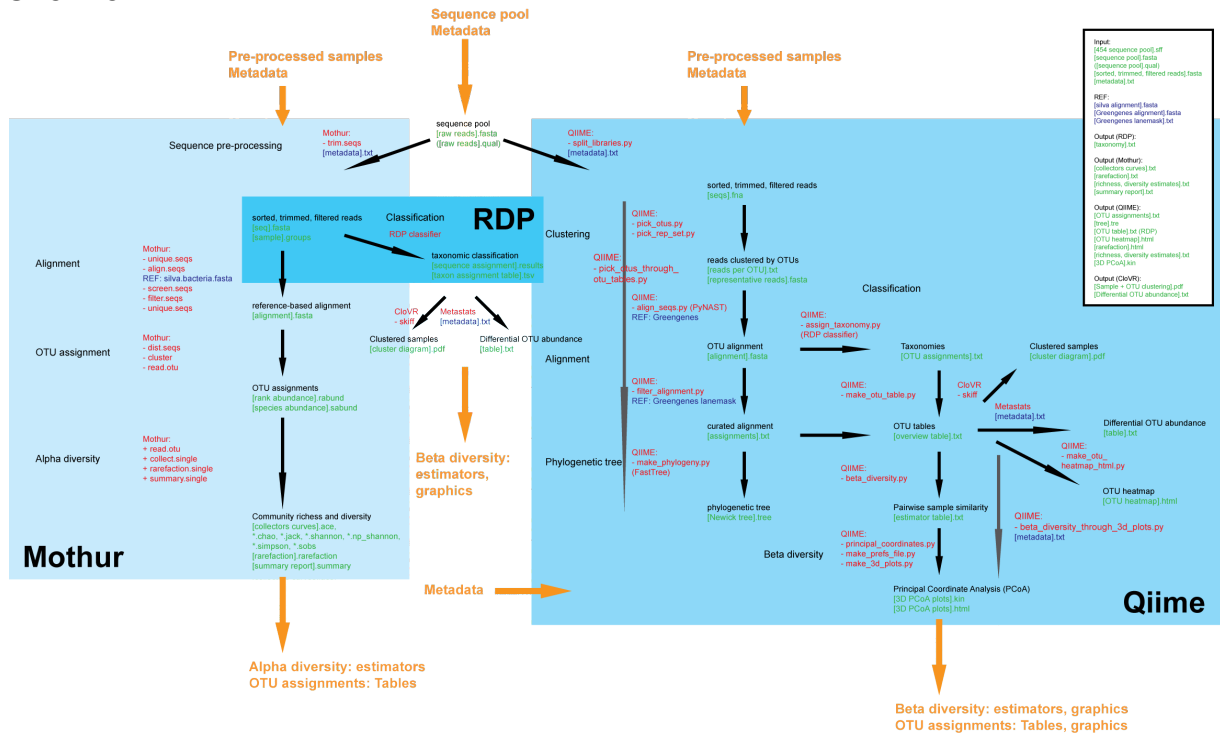 Sequence pool
Metadata
Pre-processed samples
Metadata
Pre-processed samples
Metadata
Input:
[454 sequence pool].sff
[sequence pool].fasta
([sequence pool].qual)
[sorted, trimmed, filtered reads].fasta
[metadata].txt
REF:
[silva alignment].fasta
[Greengenes alignment].fasta
[Greengenes lanemask].txt
Output (RDP):
[taxonomy].txt
Output (Mothur):
[collectors curves].txt
[rarefaction].txt
[richness, diversity estimates].txt
[summary report].txt
Output (QIIME):
[OTU assignments].txt
[tree].tre
[OTU table].txt (RDP)
[OTU heatmap].html
[rarefaction].html
[richness, diversity estimates].txt
[3D PCoA].kin
Output (CloVR):
[Sample + OTU clustering].pdf
[Differential OTU abundance].txt
sequence pool
[raw reads].fasta
([raw reads].qual)
Sequence pre-processing
Mothur:
- trim.seqs
[metadata].txt
QIIME:
- split_libraries.py
[metadata].txt
sorted, trimmed, filtered reads
[seq].fasta
[sample].groups
Classification
RDP classifier
RDP
taxonomic classification
[sequence assignment].results
[taxon assignment table].tsv
Alignment
Mothur:
- unique.seqs
- align.seqs
REF: silva.bacteria.fasta
- screen.seqs
- filter.seqs
- unique.seqs
reference-based alignment
[alignment].fasta
CloVR
- skiff
Metastats
[metadata].txt
Clustered samples
[cluster diagram].pdf
Differential OTU abundance
[table].txt
OTU assignment
Mothur:
- dist.seqs
- cluster
- read.otu
OTU assignments
[rank abundance].rabund
[species abundance].sabund
Alpha diversity
Mothur:
+ read.otu
+ collect.single
+ rarefaction.single
+ summary.single
Beta diversity:
estimators,
graphics
Community richess and diversity
[collectors curves].ace,
*.chao, *.jack, *.shannon, *.np_shannon,
*.simpson, *.sobs
[rarefaction].rarefaction
[summary report].summary
Mothur
Metadata
Alpha diversity: estimators
OTU assignments: Tables
sorted, trimmed, filtered reads
[seqs].fna
Clustering
QIIME:
- pick_otus.py
- pick_rep_set.py
QIIME:
- pick_otus_through_
otu_tables.py
reads clustered by OTUs
[reads per OTU].txt
[representative reads].fasta
Classification
QIIME:
- align_seqs.py (PyNAST)
REF: Greengenes
QIIME:
- assign_taxonomy.py
(RDP classifier)
Alignment
OTU alignment
[alignment].fasta
Taxonomies
[OTU assignments].txt
Clustered samples
[cluster diagram].pdf
QIIME:
- filter_alignment.py
REF: Greengenes lanemask
QIIME:
- make_otu_table.py
CloVR
- skiff
Metastats
[metadata].txt
curated alignment
[assignments].txt
OTU tables
[overview table].txt
Differential OTU abundance
[table].txt
Phylogenetic tree
QIIME:
- make_phylogeny.py
(FastTree)
QIIME:
- beta_diversity.py
QIIME:
- make_otu_
heatmap_html.py
OTU heatmap
[OTU heatmap].html
phylogenetic tree
[Newick tree].tree
Pairwise sample similarity
[estimator table].txt
QIIME:
- beta_diversity_through_3d_plots.py
[metadata].txt
Beta diversity
QIIME:
- principal_coordinates.py
- make_prefs_file.py
- make_3d_plots.py
Principal Coordinate Analysis (PCoA)
[3D PCoA plots].kin
[3D PCoA plots].html
Qiime
Beta diversity: estimators, graphics
OTU assignments: Tables, graphics